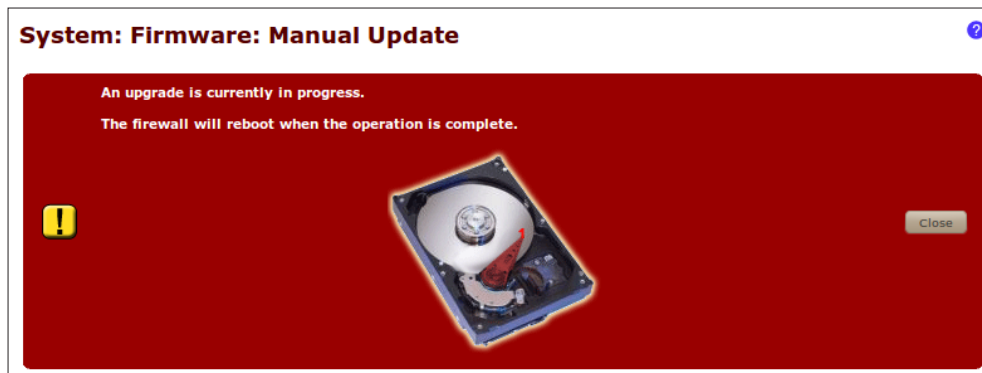 System: Firmware: Manual Update
?
An upgrade is currently in progress.
The firewall will reboot when the operation is complete.
!
Close